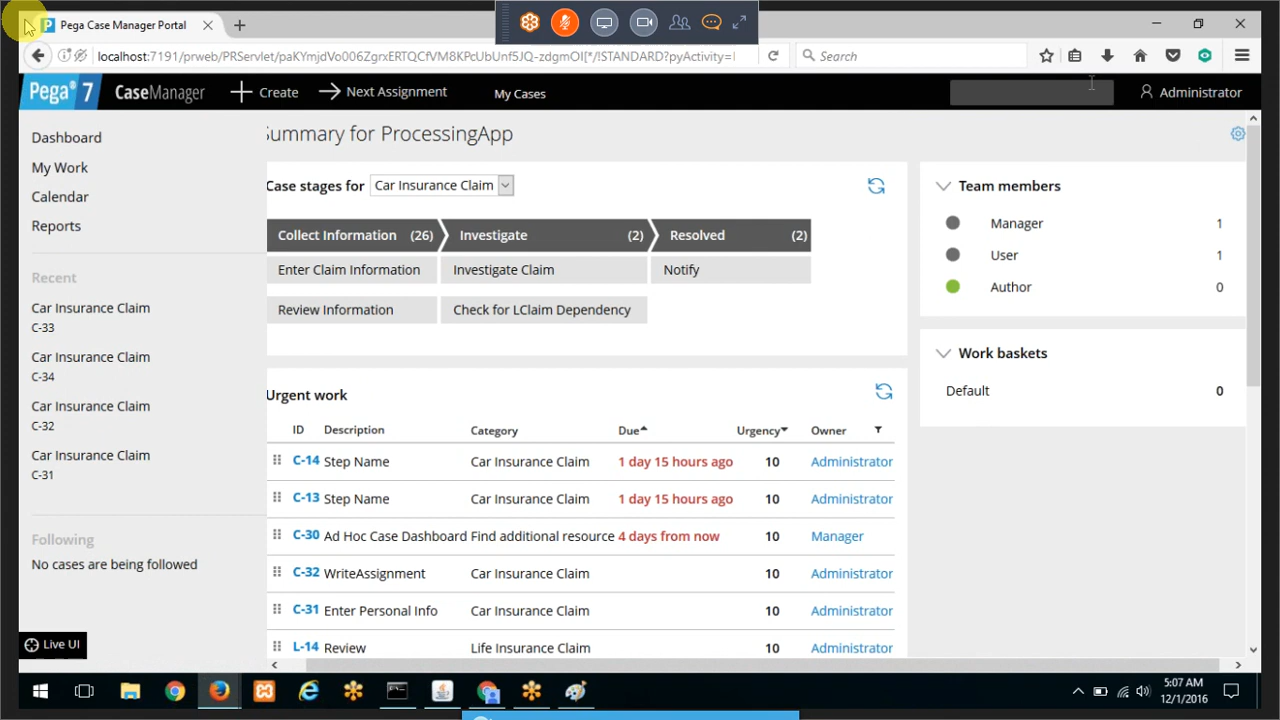 Pega Case Manager Portal
localhost:7191/prweb/PRServlet/paKYmjdVo006ZGrxERTQCfVM8KPcUbUnf5JQ-zdgmOI[*/!STANDARD?pyActivity=
Search
Pega 7 CaseManager Create Next Assignment My Cases Administrator
Dashboard
My Work
Calendar
Reports
Recent
Car Insurance Claim
C-33
Car Insurance Claim
C-34
Car Insurance Claim
C-32
Car Insurance Claim
C-31
Following
No cases are being followed
Live UI
Summary for ProcessingApp
Case stages for Car Insurance Claim
Collect Information (26) Investigate (2) Resolved (2)
Enter Claim Information Investigate Claim Notify
Review Information Check for LClaim Dependency
Urgent work
ID Description Category Due Urgency Owner
C-14 Step Name Car Insurance Claim 1 day 15 hours ago 10 Administrator
C-13 Step Name Car Insurance Claim 1 day 15 hours ago 10 Administrator
C-30 Ad Hoc Case Dashboard Find additional resource 4 days from now 10 Manager
C-32 WriteAssignment Car Insurance Claim 10 Administrator
C-31 Enter Personal Info Car Insurance Claim 10 Administrator
L-14 Review Life Insurance Claim 10 Administrator
Team members
Manager 1
User 1
Author 0
Work baskets
Default 0
5:07 AM
12/1/2016